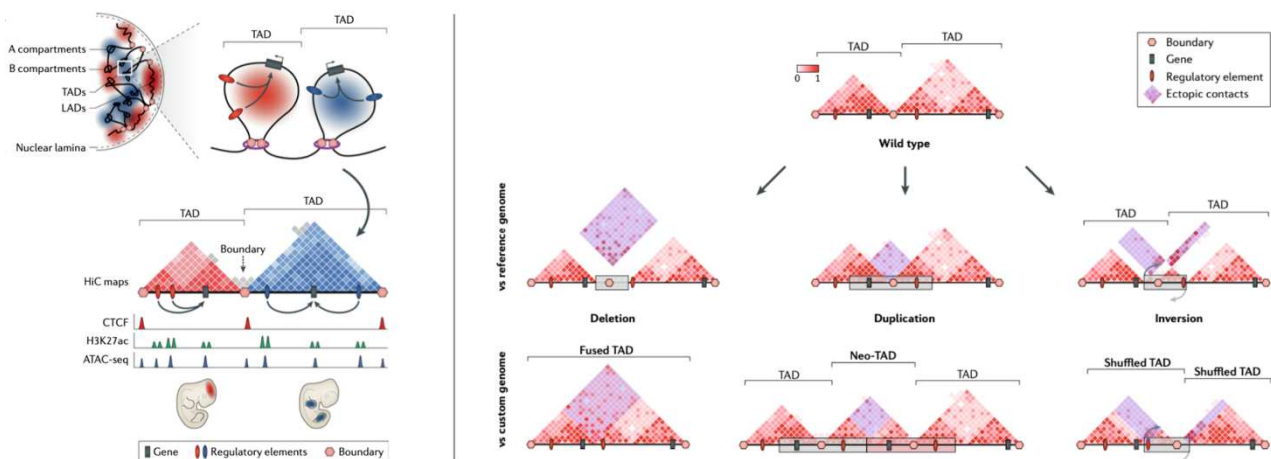 TAD
TAD
A compartments
B compartments
TADs
LADs
Nuclear lamina
TAD
TAD
Boundary
HiC maps
CTCF
H3K27ac
ATAC-seq
Gene
Regulatory elements
Boundary
TAD
TAD
0 1
Wild type
Boundary
Gene
Regulatory element
Ectopic contacts
vs reference genome
TAD
TAD
Deletion
Duplication
Inversion
vs custom genome
Fused TAD
TAD
Neo-TAD
TAD
Shuffled TAD
Shuffled TAD